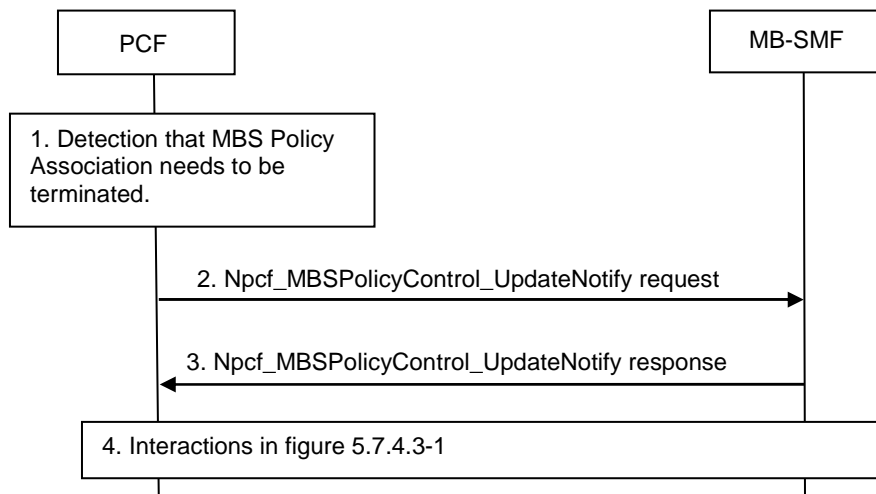 PCF
MB-SMF
1. Detection that MBS Policy
Association needs to be
terminated.
2. Npcf_MBSPolicyControl_UpdateNotify request
3. Npcf_MBSPolicyControl_UpdateNotify response
4. Interactions in figure 5.7.4.3-1